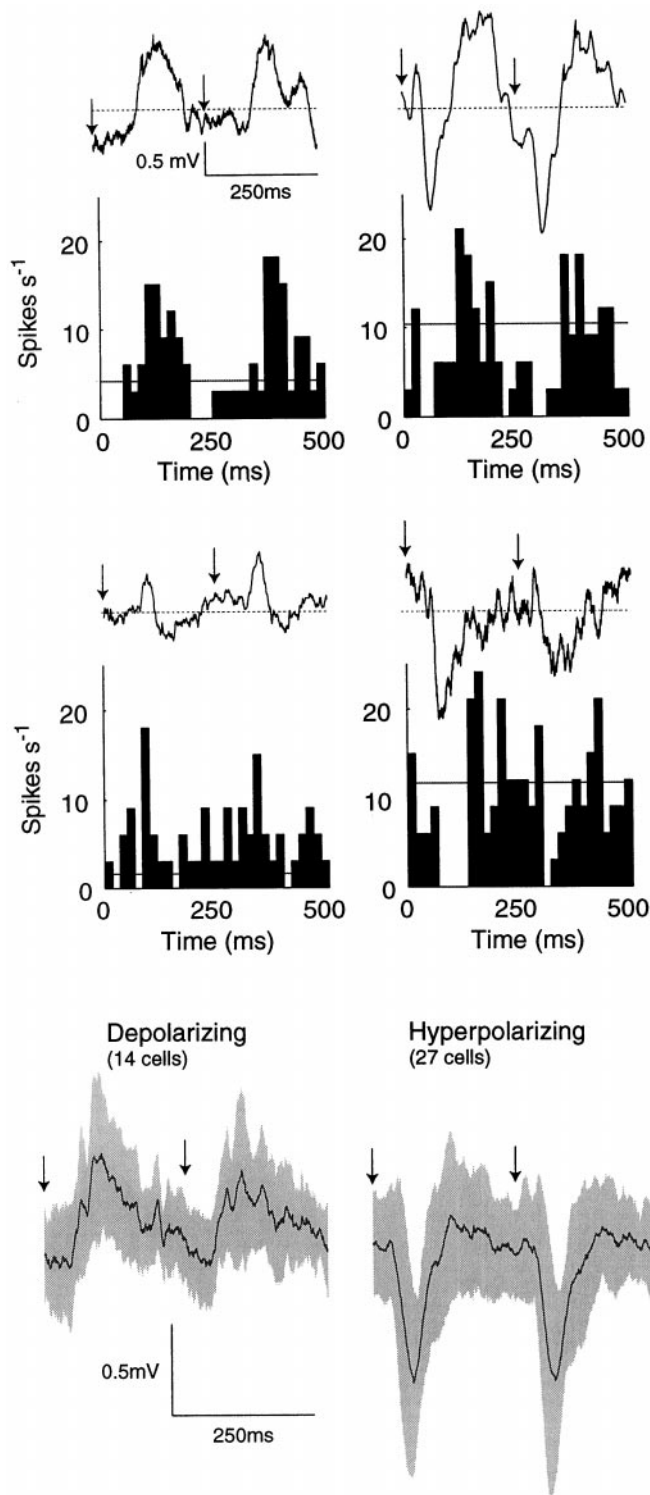 0.5 mV
250ms
Spikes s-1
20
10
0
0 250 500
Time (ms)
20
10
0
0 250 500
Time (ms)
Spikes s-1
20
10
0
0 250 500
Time (ms)
20
10
0
0 250 500
Time (ms)
Depolarizing
(14 cells)
Hyperpolarizing
(27 cells)
0.5mV
250ms